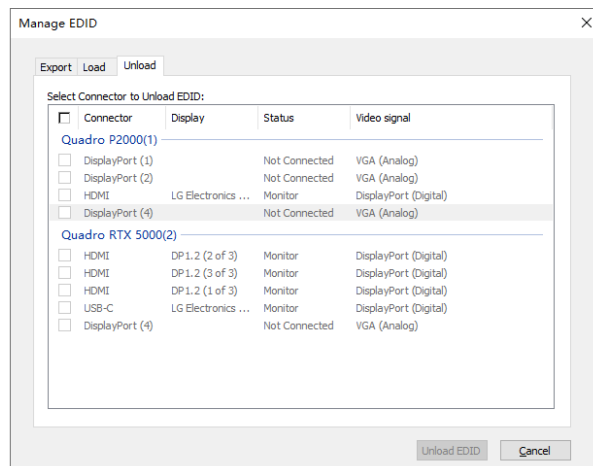 Manage EDID
Export Load Unload
Select Connector to Unload EDID:
Connector Display Status Video signal
Quadro P2000(1)
DisplayPort (1) Not Connected VGA (Analog)
DisplayPort (2) Not Connected VGA (Analog)
HDMI LG Electronics ... Monitor DisplayPort (Digital)
DisplayPort (4) Not Connected VGA (Analog)
Quadro RTX 5000(2)
HDMI DP1.2 (2 of 3) Monitor DisplayPort (Digital)
HDMI DP1.2 (3 of 3) Monitor DisplayPort (Digital)
HDMI DP1.2 (1 of 3) Monitor DisplayPort (Digital)
USB-C LG Electronics ... Monitor DisplayPort (Digital)
DisplayPort (4) Not Connected VGA (Analog)
Unload EDID Cancel